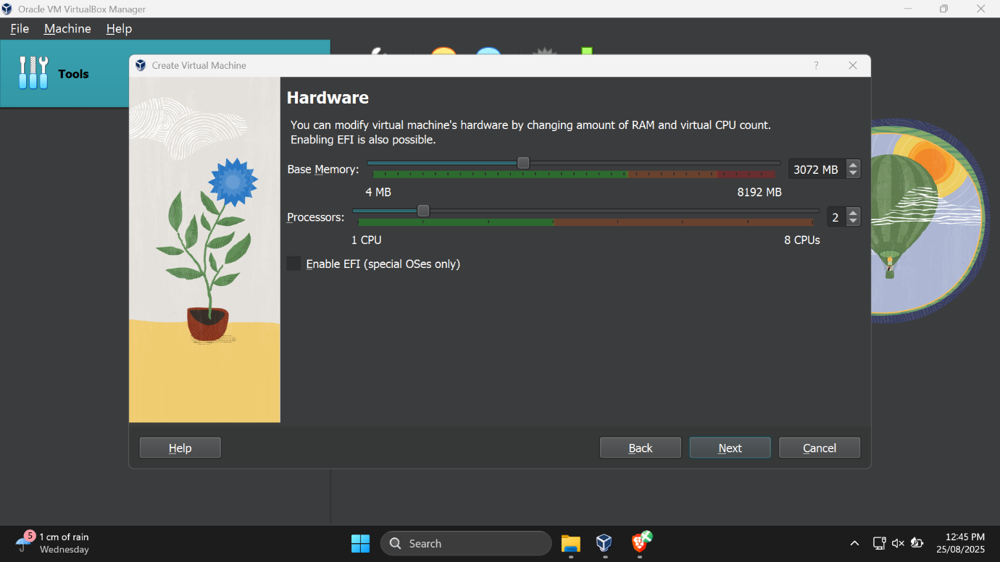 Oracle VM VirtualBox Manager
File Machine Help
Tools
Create Virtual Machine
?
Hardware
You can modify virtual machine's hardware by changing amount of RAM and virtual CPU count.
Enabling EFI is also possible.
Base Memory:
3072 MB
4 MB
8192 MB
Processors:
2
1 CPU
8 CPUs
Enable EFI (special OSes only)
Help
Back
Next
Cancel
5
1 cm of rain
Wednesday
Search
12:45 PM
25/08/2025